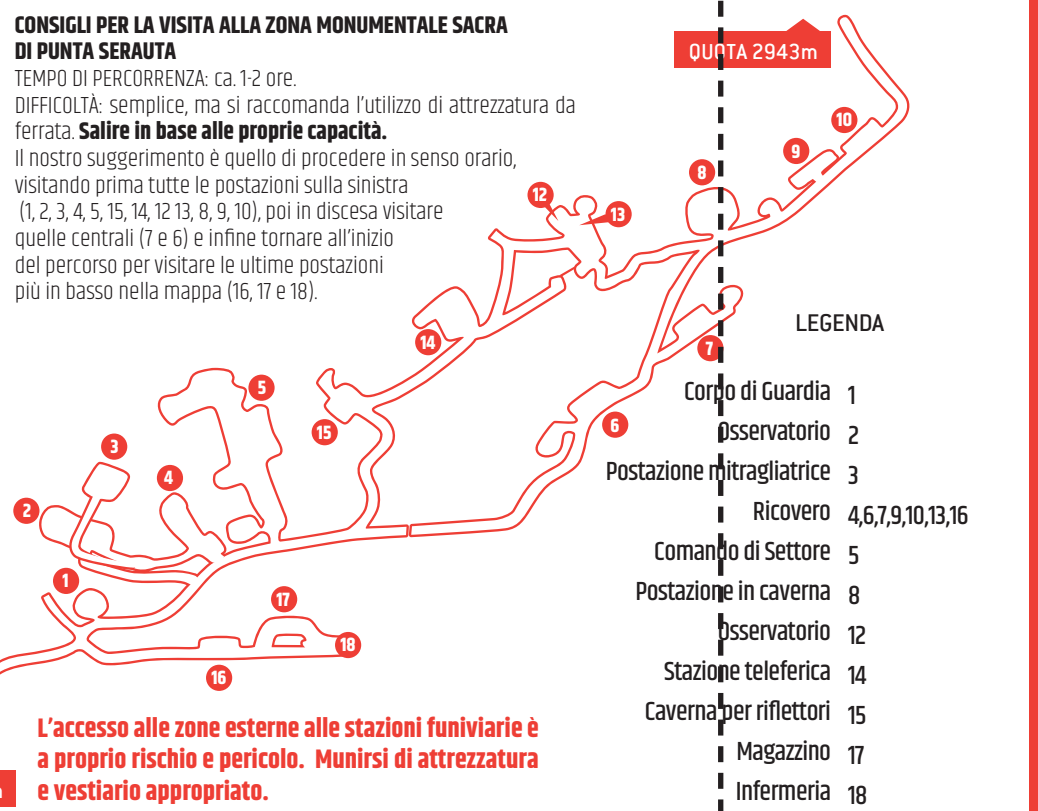 CONSIGLI PER LA VISITA ALLA ZONA MONUMENTALE SACRA
DI PUNTA SERAUTA
TEMPO DI PERCORRENZA: ca. 1-2 ore.
DIFFICOLTÀ: semplice, ma si raccomanda l'utilizzo di attrezzatura da
ferrata. Salire in base alle proprie capacità.
Il nostro suggerimento è quello di procedere in senso orario,
visitando prima tutte le postazioni sulla sinistra
(1, 2, 3, 4, 5, 15, 14, 12 13, 8, 9, 10), poi in discesa visitare
quelle centrali (7 e 6) e infine tornare all'inizio
del percorso per visitare le ultime postazioni
più in basso nella mappa (16, 17 e 18).
QUOTA 2943m
10
9
8
12
13
14
7
5
15
6
3
4
2
1
17
18
16
LEGENDA
Corpo di Guardia 1
Osservatorio 2
Postazione mitragliatrice 3
Ricovero 4,6,7,9,10,13,16
Comando di Settore 5
Postazione in caverna 8
Osservatorio 12
Stazione teleferica 14
Caverna per riflettori 15
Magazzino 17
Infermeria 18
L'accesso alle zone esterne alle stazioni funiviarie è
a proprio rischio e pericolo. Munirsi di attrezzatura
e vestiario appropriato.